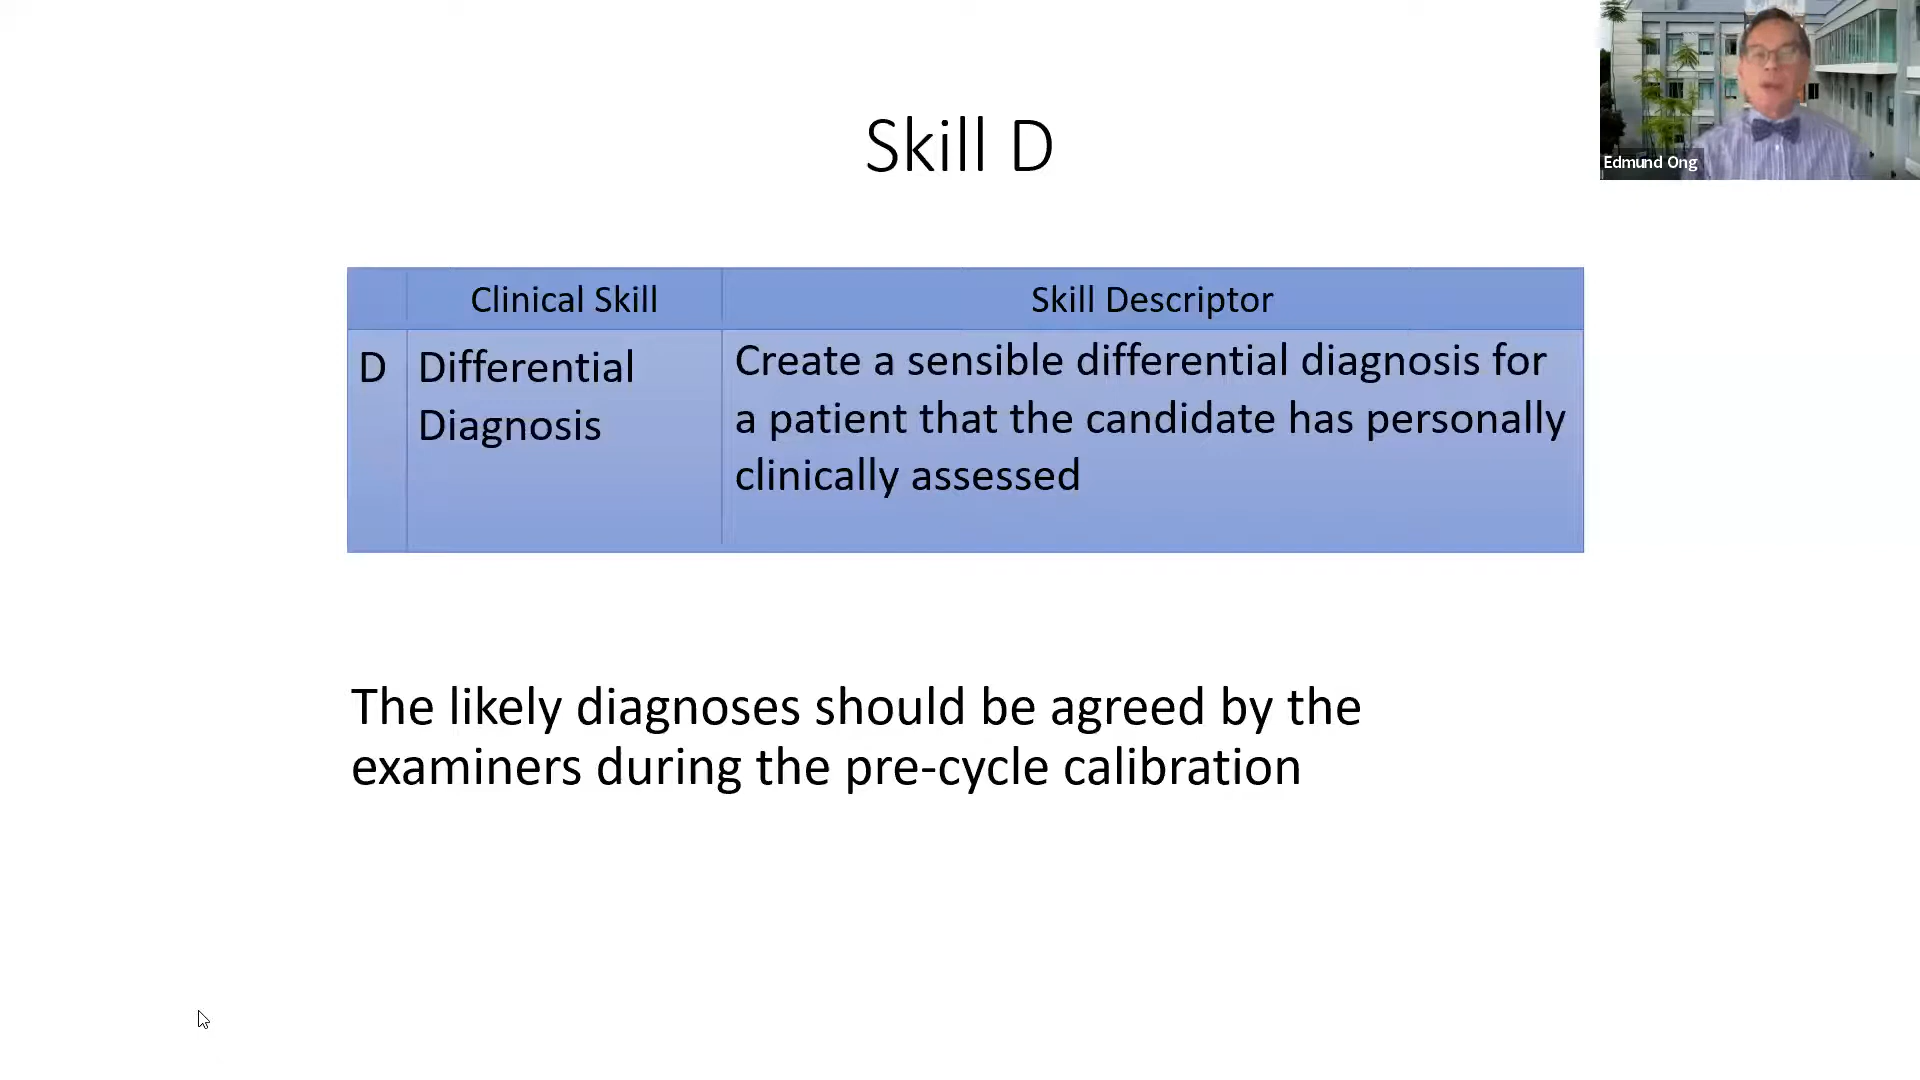 Skill D
Edmund Ong
Clinical Skill
Skill Descriptor
D
Differential
Diagnosis
Create a sensible differential diagnosis for
a patient that the candidate has personally
clinically assessed
The likely diagnoses should be agreed by the
examiners during the pre-cycle calibration